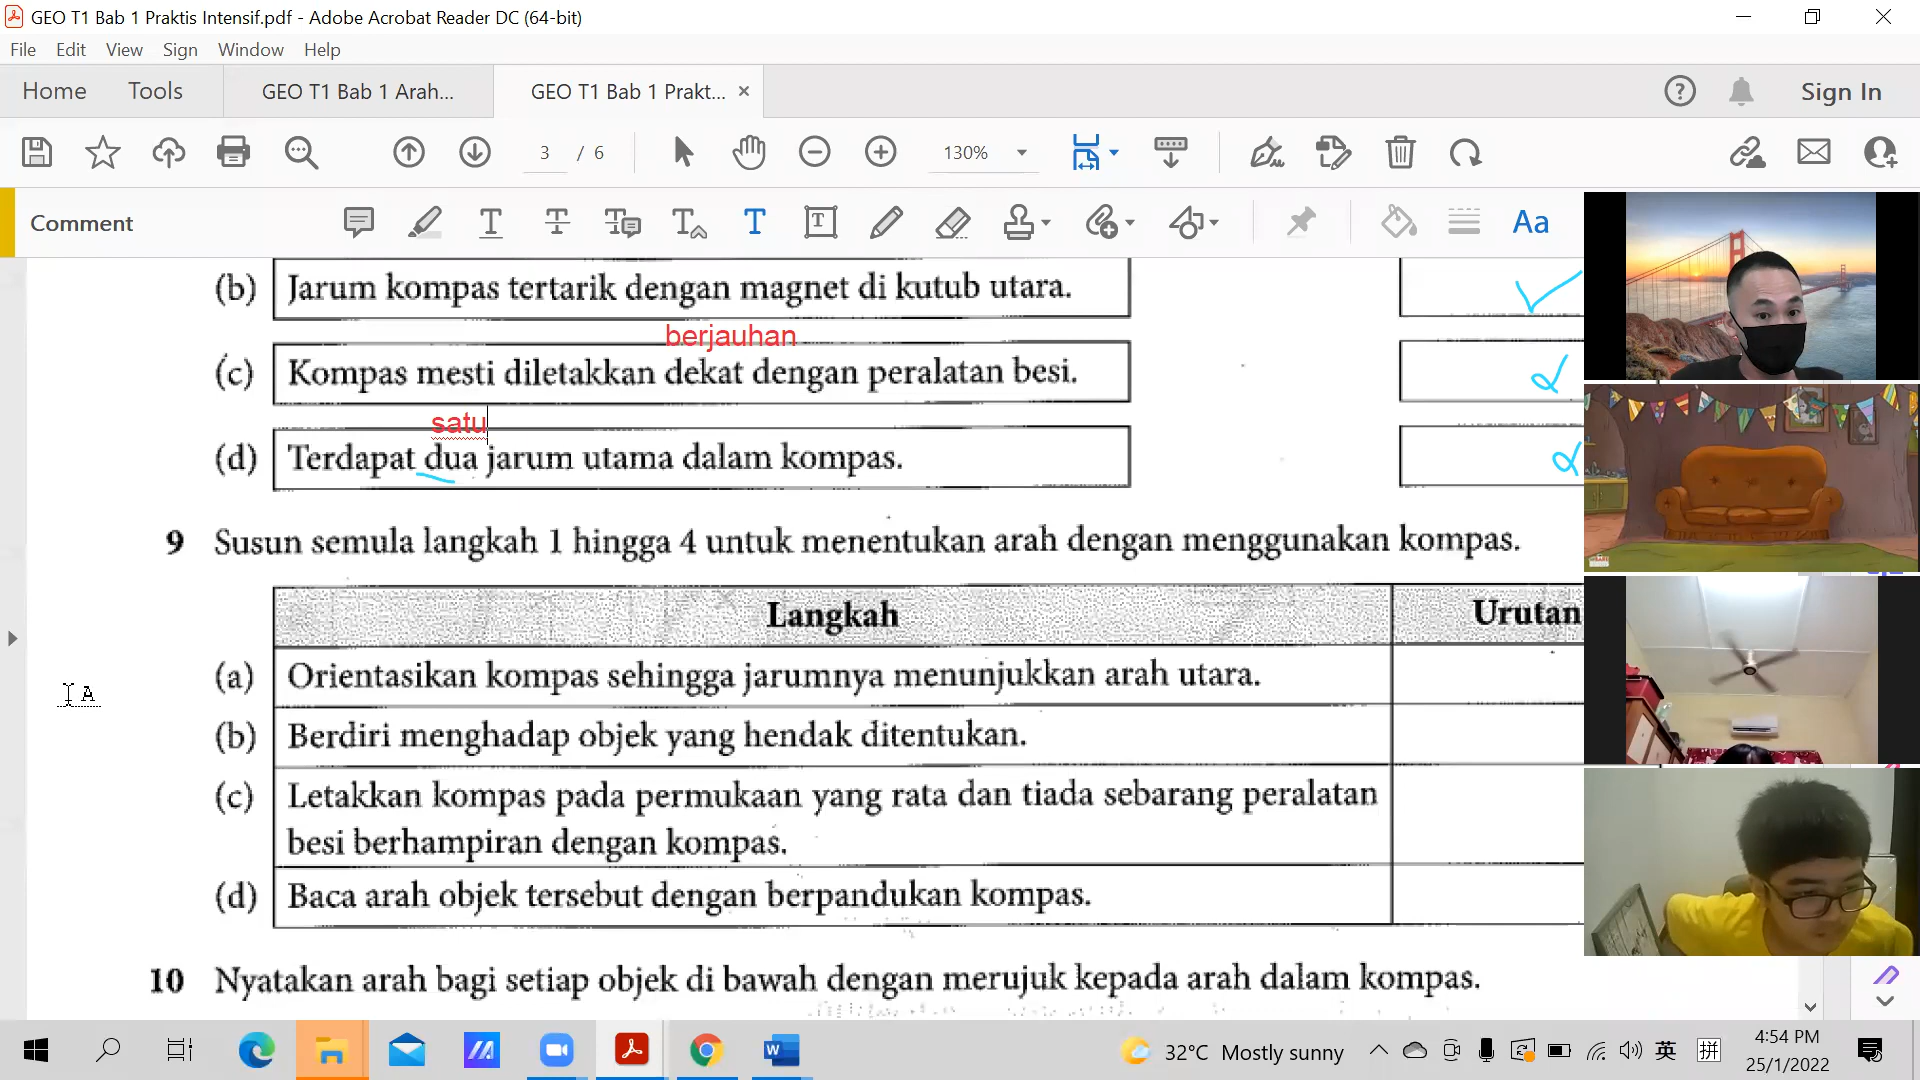 GEO T1 Bab 1 Praktis Intensif.pdf - Adobe Acrobat Reader DC (64-bit)
File Edit View Sign Window Help
Home Tools GEO T1 Bab 1 Arah... GEO T1 Bab 1 Prakt... Sign In
3 / 6 130%
Comment
(b) Jarum kompas tertarik dengan magnet di kutub utara.
berjauhan
(c) Kompas mesti diletakkan dekat dengan peralatan besi.
satu
(d) Terdapat dua jarum utama dalam kompas.
9 Susun semula langkah 1 hingga 4 untuk menentukan arah dengan menggunakan kompas.
Langkah Urutan
(a) Orientasikan kompas sehingga jarumnya menunjukkan arah utara.
(b) Berdiri menghadap objek yang hendak ditentukan.
(c) Letakkan kompas pada permukaan yang rata dan tiada sebarang peralatan
besi berhampiran dengan kompas.
(d) Baca arah objek tersebut dengan berpandukan kompas.
10 Nyatakan arah bagi setiap objek di bawah dengan merujuk kepada arah dalam kompas.
32°C Mostly sunny 英 拼 4:54 PM
25/1/2022